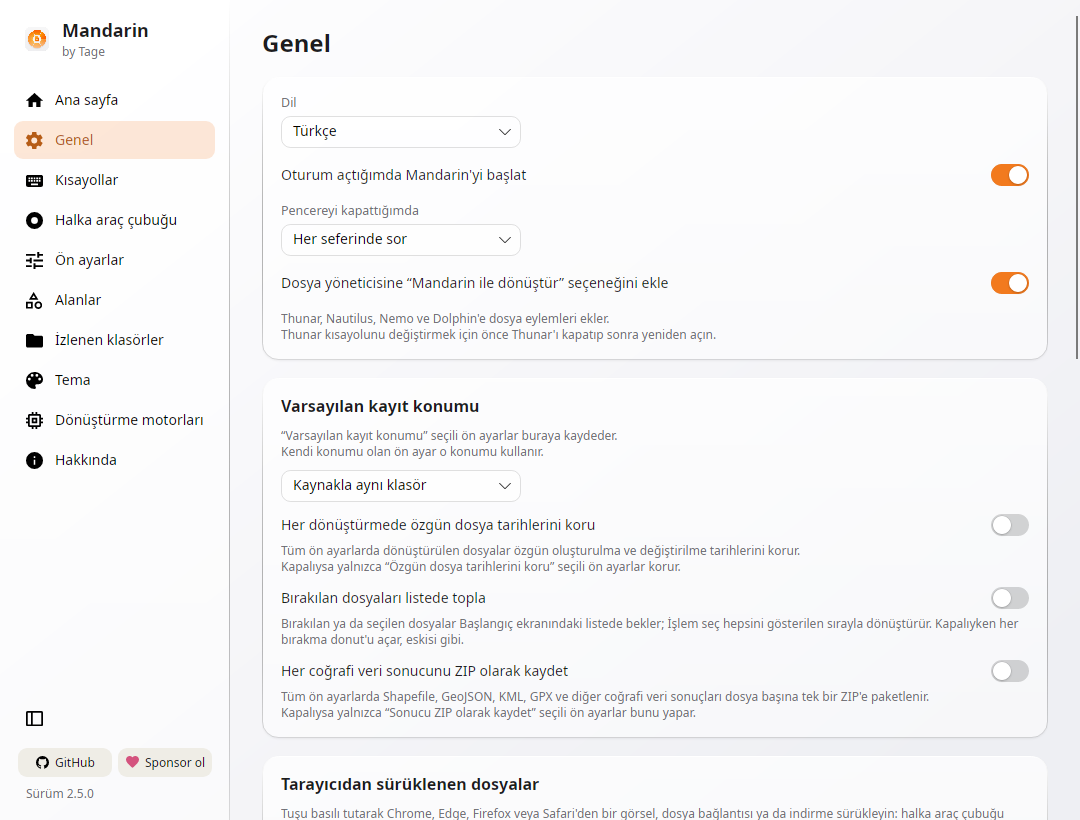 Mandarin
by Tage
Ana sayfa
Genel
Kısayollar
Halka araç çubuğu
Ön ayarlar
Alanlar
İzlenen klasörler
Tema
Dönüştürme motorları
Hakkında
GitHub
Sponsor ol
Sürüm 2.5.0
Genel
Dil
Türkçe
Oturum açtığımda Mandarin'yi başlat
Pencereyi kapattığımda
Her seferinde sor
Dosya yöneticisine “Mandarin ile dönüştür” seçeneğini ekle
Thunar, Nautilus, Nemo ve Dolphin'e dosya eylemleri ekler.
Thunar kısayolunu değiştirmek için önce Thunar'ı kapatıp sonra yeniden açın.
Varsayılan kayıt konumu
“Varsayılan kayıt konumu” seçili ön ayarlar buraya kaydeder.
Kendi konumu olan ön ayar o konumu kullanır.
Kaynakla aynı klasör
Her dönüştürmede özgün dosya tarihlerini koru
Tüm ön ayarlarda dönüştürülen dosyalar özgün oluşturulma ve değiştirilme tarihlerini korur.
Kapalıysa yalnızca “Özgün dosya tarihlerini koru” seçili ön ayarlar korur.
Bırakılan dosyaları listede topla
Bırakılan ya da seçilen dosyalar Başlangıç ekranındaki listede bekler; İşlem seç hepsini gösterilen sırayla dönüştürür. Kapalıyken her
bırakma donut'u açar, eskisi gibi.
Her coğrafi veri sonucunu ZIP olarak kaydet
Tüm ön ayarlarda Shapefile, GeoJSON, KML, GPX ve diğer coğrafi veri sonuçları dosya başına tek bir ZIP'e paketlenir.
Kapalıysa yalnızca “Sonucu ZIP olarak kaydet” seçili ön ayarlar bunu yapar.
Tarayıcıdan sürüklenen dosyalar
Tuşu basılı tutarak Chrome, Edge, Firefox veya Safari'den bir görsel, dosya bağlantısı ya da indirme sürükleyin: halka araç çubuğu